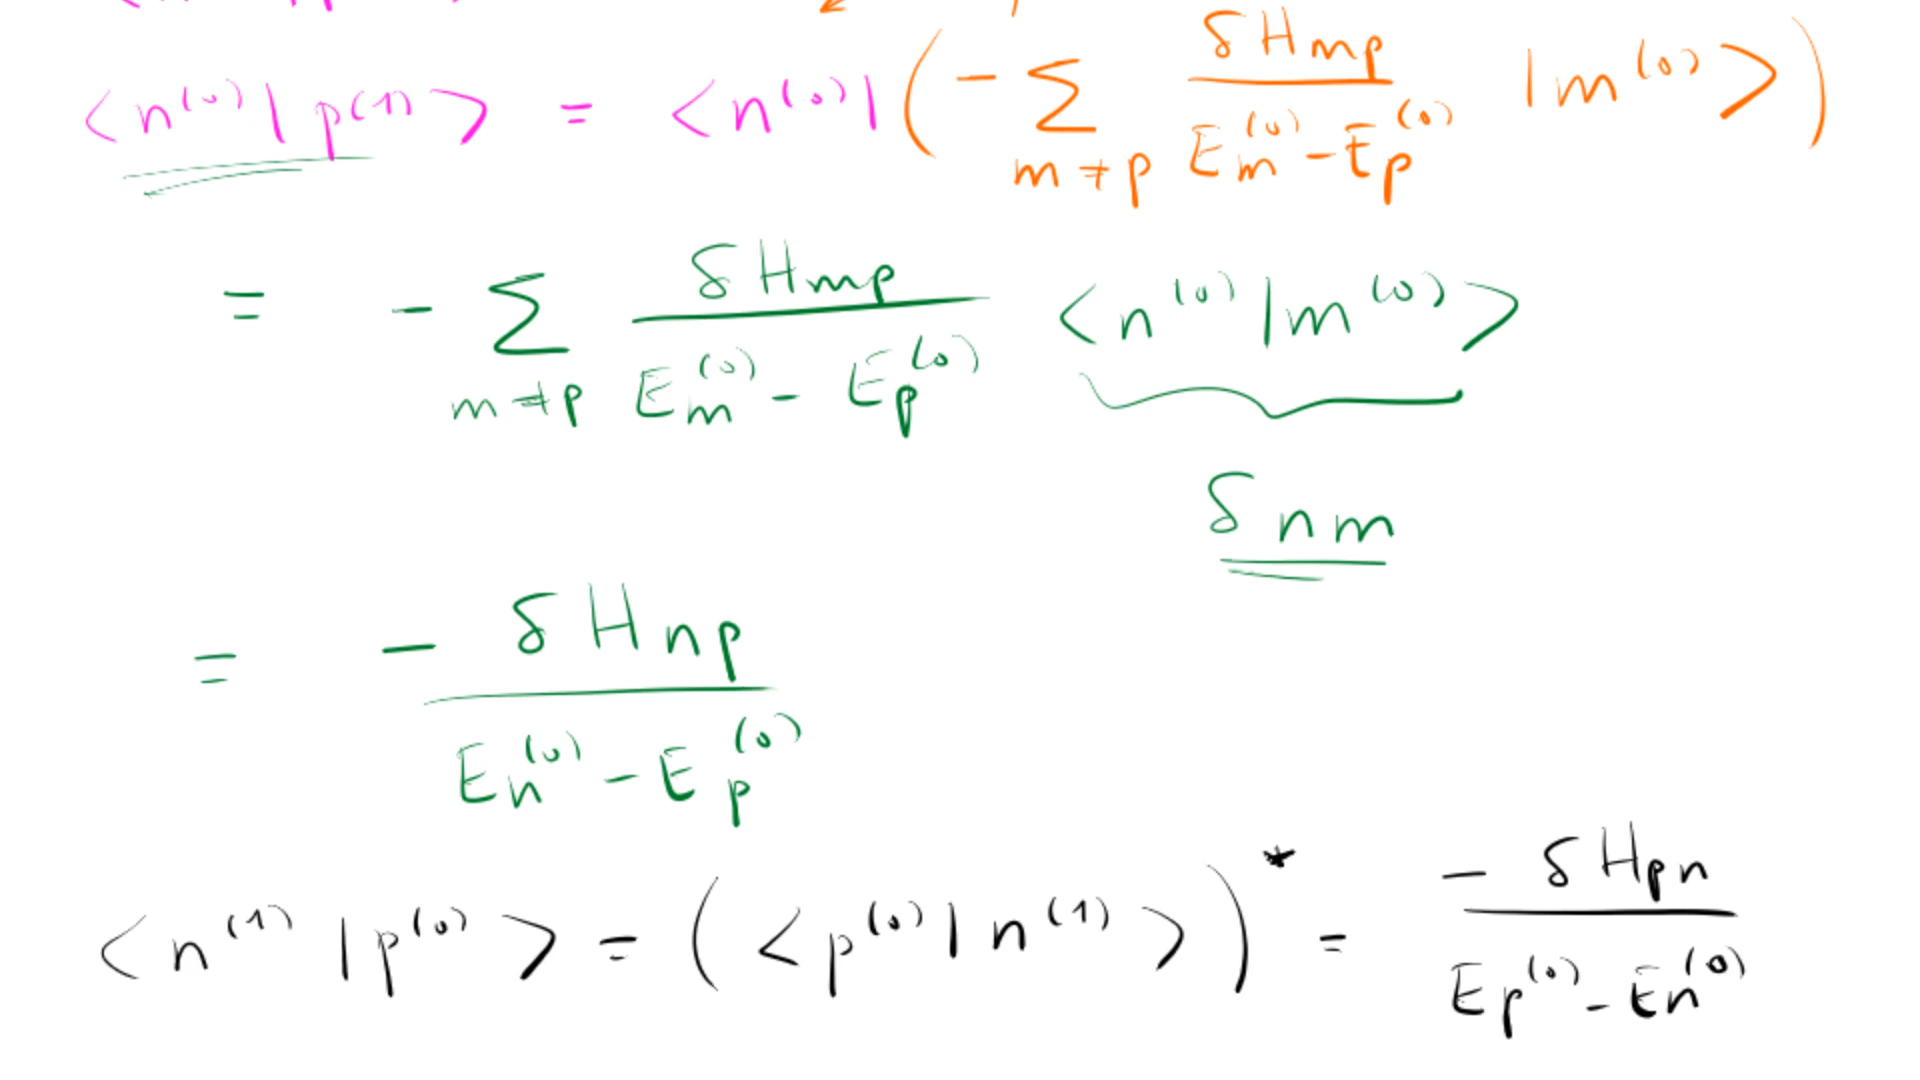 <n⁽⁰⁾|p⁽¹⁾> = <n⁽⁰⁾| ( - Σ_{m≠p} δH_{mp} / (E_m⁽⁰⁾ - E_p⁽⁰⁾) |m⁽⁰⁾> )
= - Σ_{m≠p} δH_{mp} / (E_m⁽⁰⁾ - E_p⁽⁰⁾) <n⁽⁰⁾|m⁽⁰⁾>
δ_{nm}
= - δH_{np} / (E_n⁽⁰⁾ - E_p⁽⁰⁾)
<n⁽¹⁾|p⁽⁰⁾> = (<p⁽⁰⁾|n⁽¹⁾>)* = - δH_{pn} / (E_p⁽⁰⁾ - E_n⁽⁰⁾)